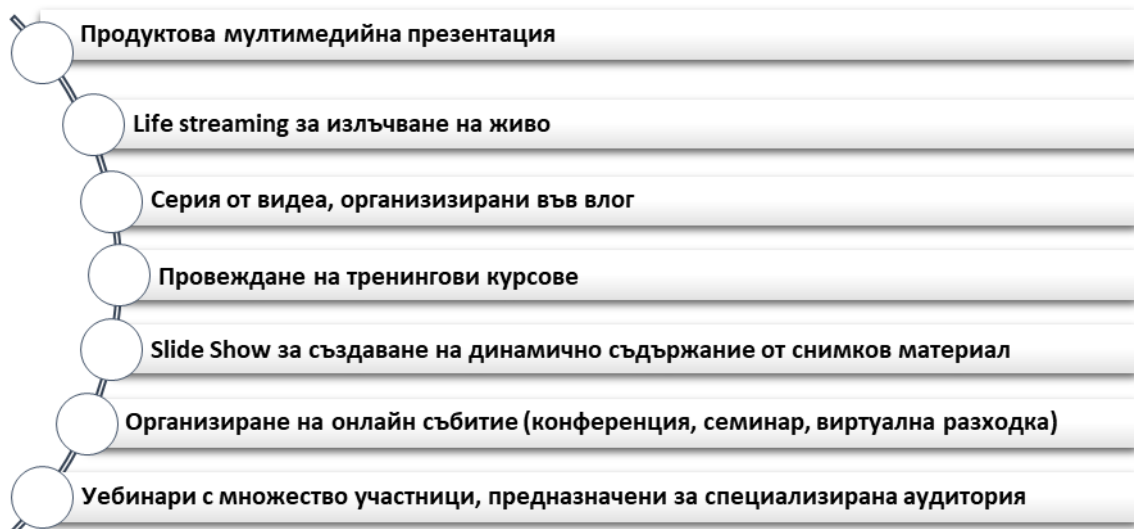 Продуктова мултимедийна презентация
Life streaming за излъчване на живо
Серия от видеа, организизирани във влог
Провеждане на тренингови курсове
Slide Show за създаване на динамично съдържание от снимков материал
Организиране на онлайн събитие (конференция, семинар, виртуална разходка)
Уебинари с множество участници, предназначени за специализирана аудитория